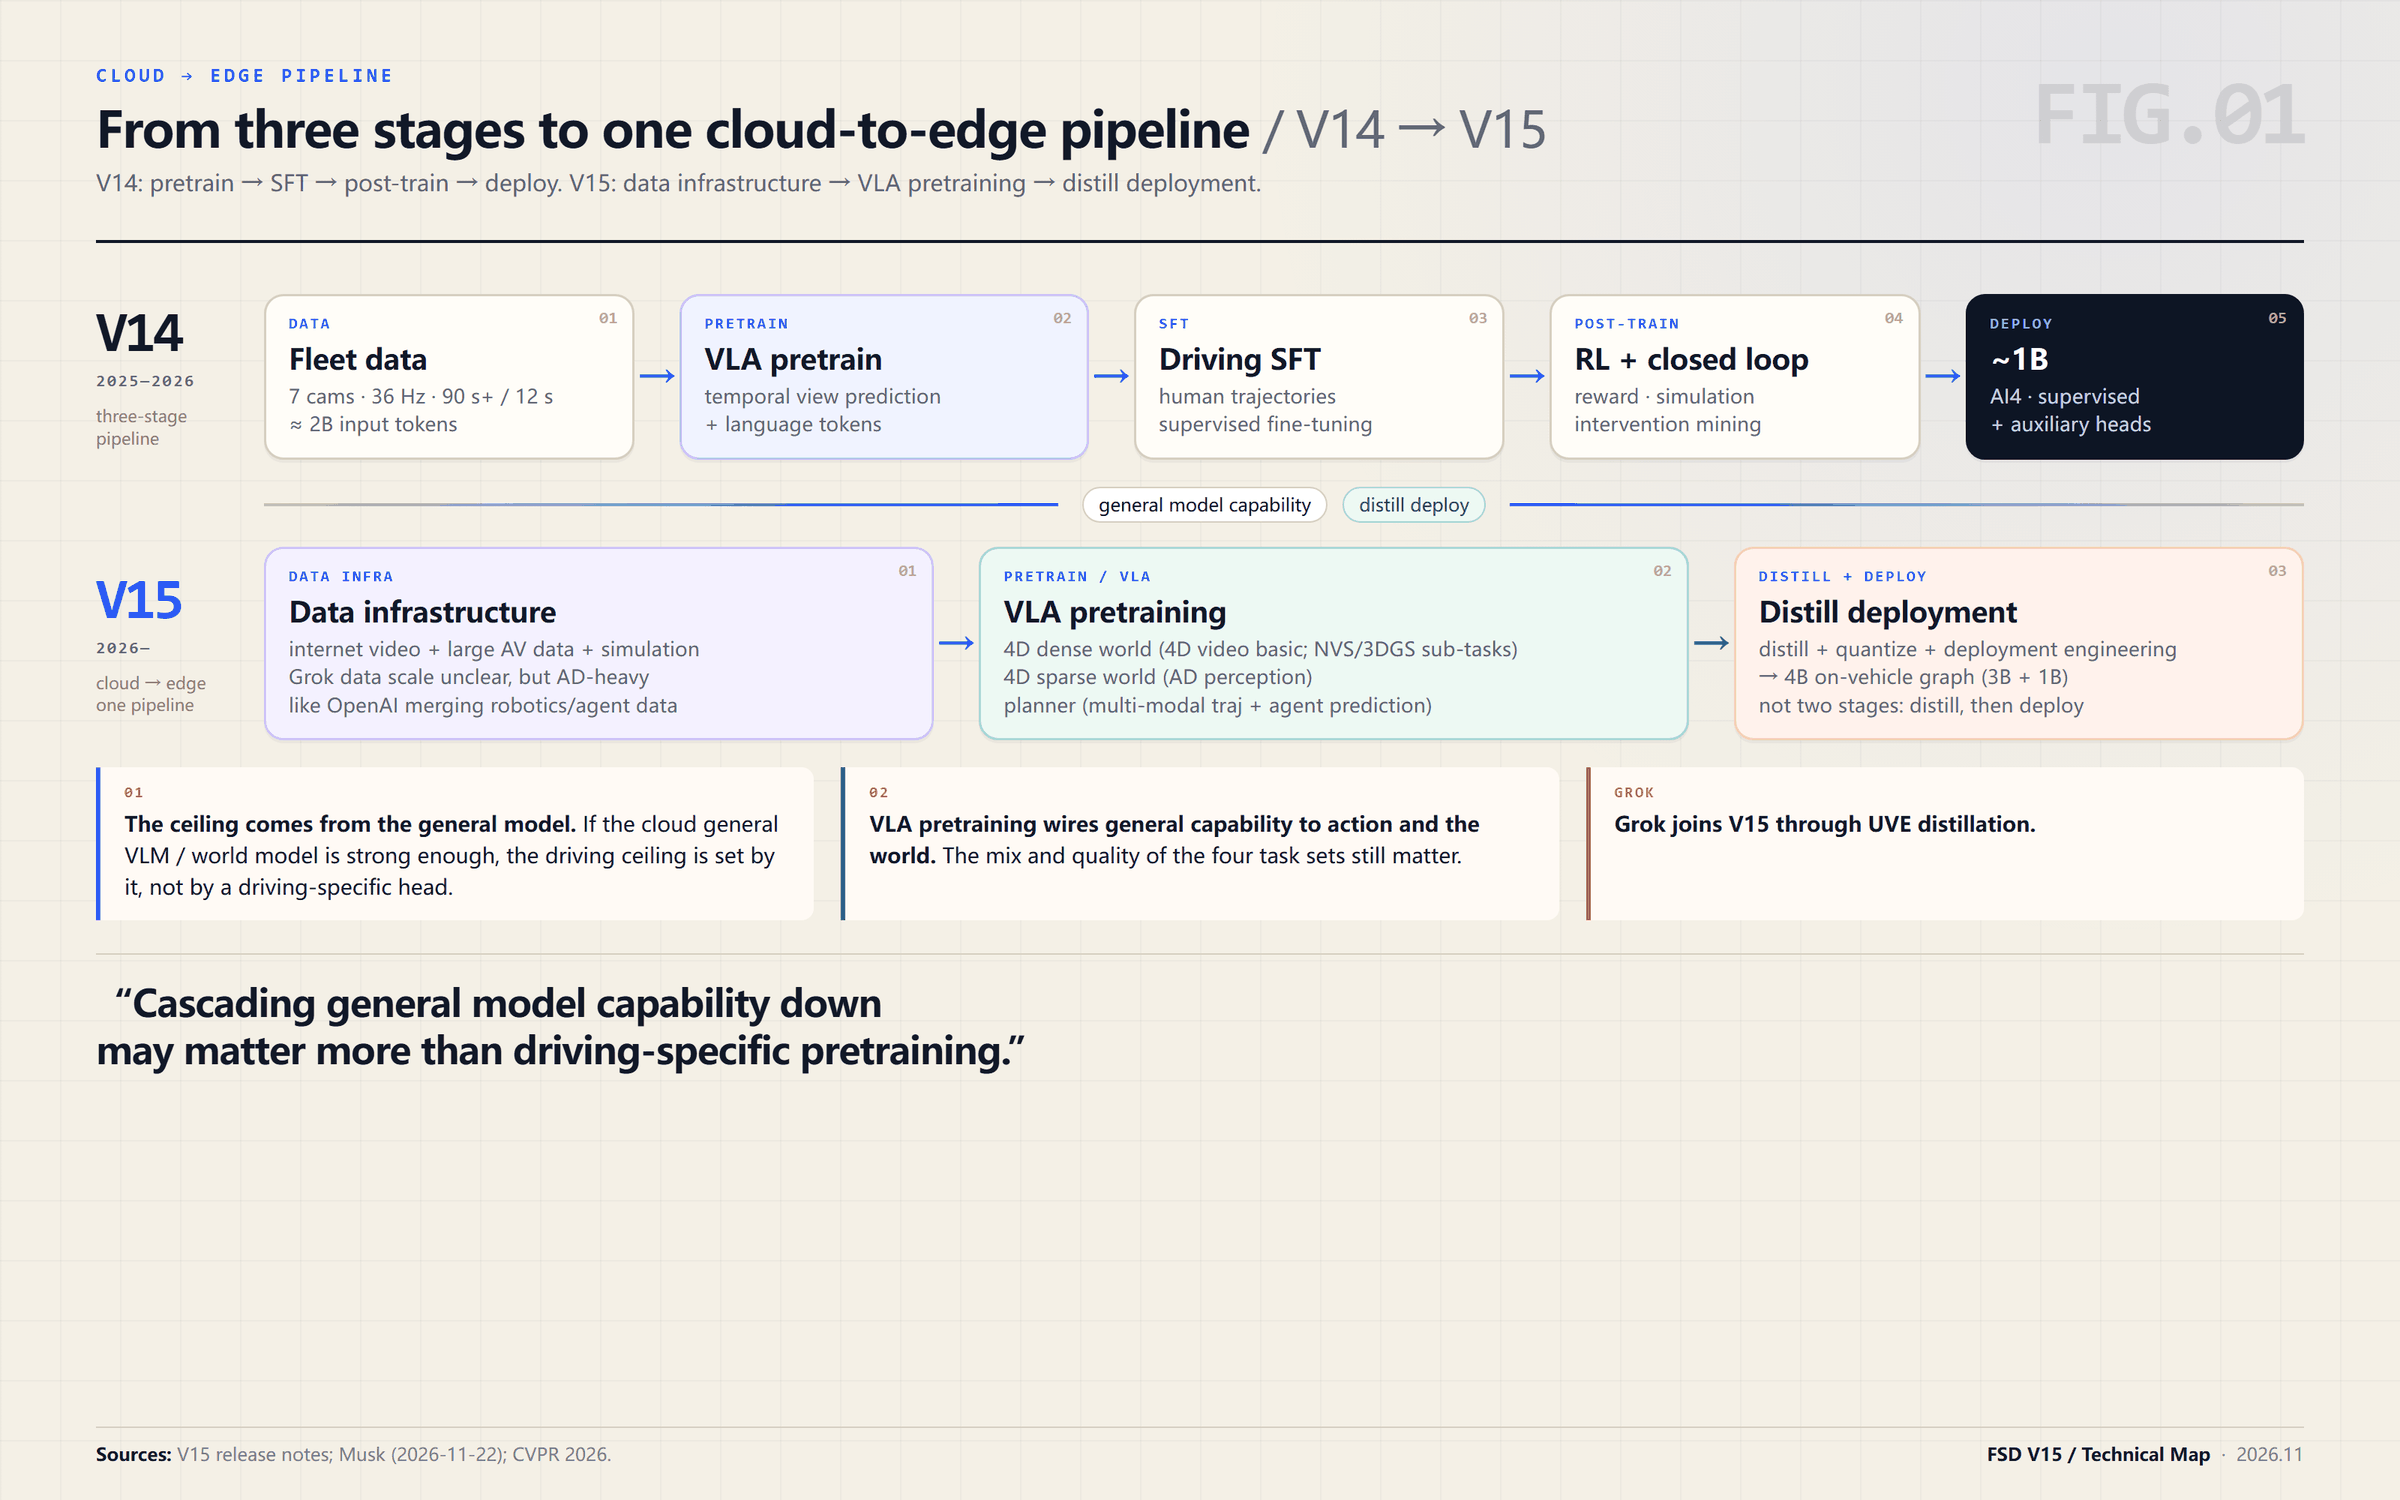 CLOUD → EDGE PIPELINE
FIG.01
From three stages to one cloud-to-edge pipeline / V14 → V15
V14: pretrain → SFT → post-train → deploy. V15: data infrastructure → VLA pretraining → distill deployment.
V14
2025–2026
three-stage
pipeline
DATA 01
Fleet data
7 cams · 36 Hz · 90 s+ / 12 s
≈ 2B input tokens
→
PRETRAIN 02
VLA pretrain
temporal view prediction
+ language tokens
→
SFT 03
Driving SFT
human trajectories
supervised fine-tuning
→
POST-TRAIN 04
RL + closed loop
reward · simulation
intervention mining
→
DEPLOY 05
~1B
AI4 · supervised
+ auxiliary heads
general model capability
distill deploy
V15
2026–
cloud → edge
one pipeline
DATA INFRA 01
Data infrastructure
internet video + large AV data + simulation
Grok data scale unclear, but AD-heavy
like OpenAI merging robotics/agent data
→
PRETRAIN / VLA 02
VLA pretraining
4D dense world (4D video basic; NVS/3DGS sub-tasks)
4D sparse world (AD perception)
planner (multi-modal traj + agent prediction)
→
DISTILL + DEPLOY 03
Distill deployment
distill + quantize + deployment engineering
→ 4B on-vehicle graph (3B + 1B)
not two stages: distill, then deploy
01
The ceiling comes from the general model. If the cloud general
VLM / world model is strong enough, the driving ceiling is set by
it, not by a driving-specific head.
02
VLA pretraining wires general capability to action and the
world. The mix and quality of the four task sets still matter.
GROK
Grok joins V15 through UVE distillation.
“Cascading general model capability down
may matter more than driving-specific pretraining.”
Sources: V15 release notes; Musk (2026-11-22); CVPR 2026.
FSD V15 / Technical Map · 2026.11